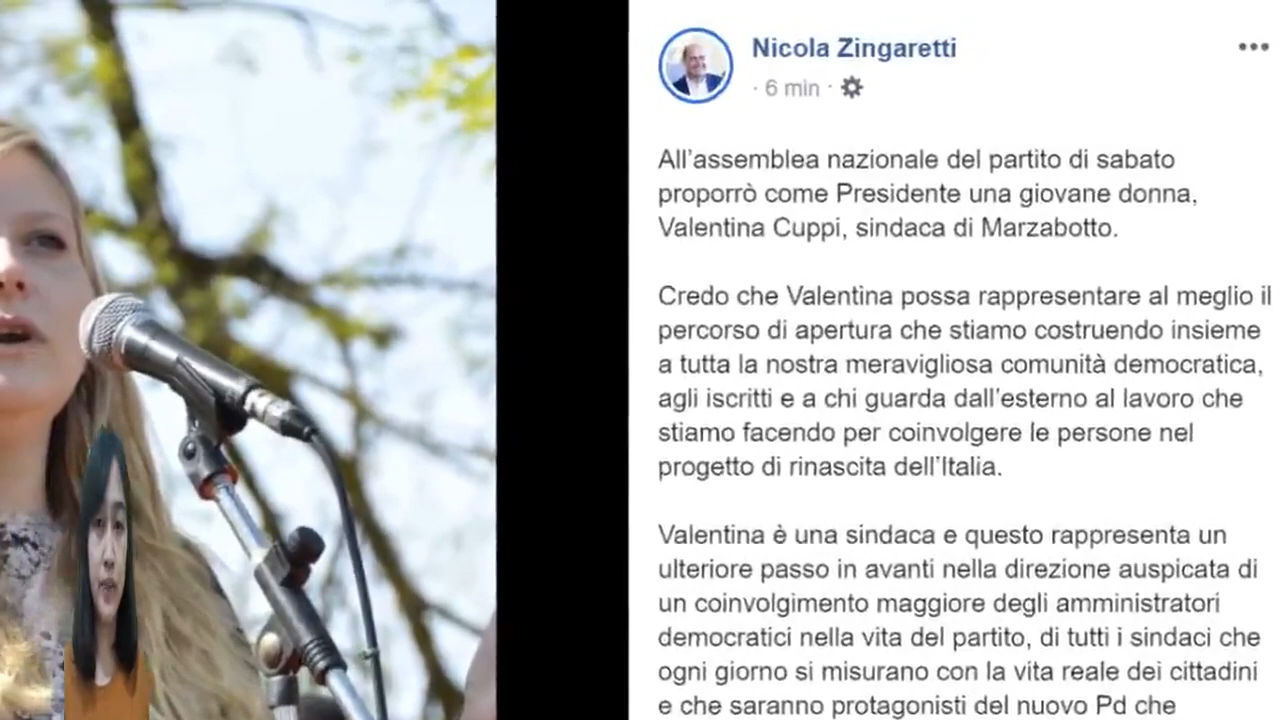 Nicola Zingaretti
· 6 min ·
All'assemblea nazionale del partito di sabato
proporrò come Presidente una giovane donna,
Valentina Cuppi, sindaca di Marzabotto.
Credo che Valentina possa rappresentare al meglio il
percorso di apertura che stiamo costruendo insieme
a tutta la nostra meravigliosa comunità democratica,
agli iscritti e a chi guarda dall'esterno al lavoro che
stiamo facendo per coinvolgere le persone nel
progetto di rinascita dell'Italia.
Valentina è una sindaca e questo rappresenta un
ulteriore passo in avanti nella direzione auspicata di
un coinvolgimento maggiore degli amministratori
democratici nella vita del partito, di tutti i sindaci che
ogni giorno si misurano con la vita reale dei cittadini
e che saranno protagonisti del nuovo Pd che